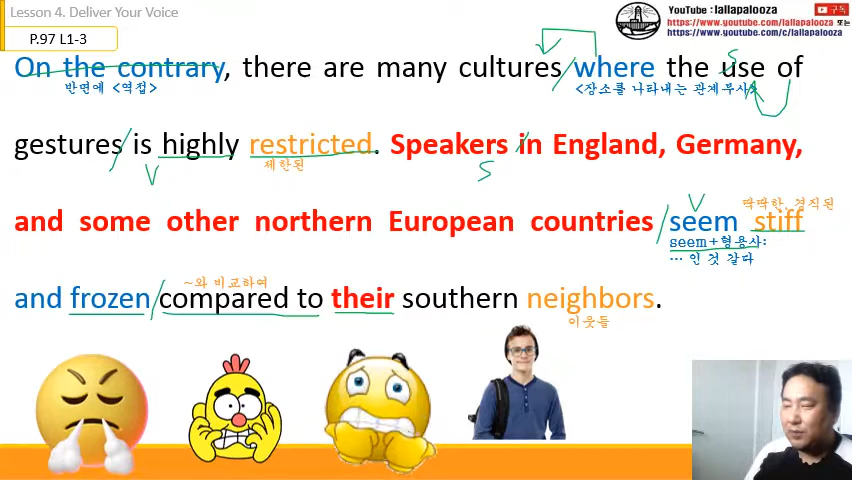 Lesson 4. Deliver Your Voice
P.97 L1-3
YouTube : lallapalooza
https://www.youtube.com/lallapalooza 또는
https://www.youtube.com/c/lallapalooza
구독
On the contrary, there are many cultures where the use of
반면에 <역접>
<장소를 나타내는 관계부사>
S
gestures is highly restricted. Speakers in England, Germany,
제한된
V
S
V
딱딱한, 경직된
and some other northern European countries seem stiff
seem+형용사:
… 인 것 같다
~와 비교하여
and frozen compared to their southern neighbors.
이웃들